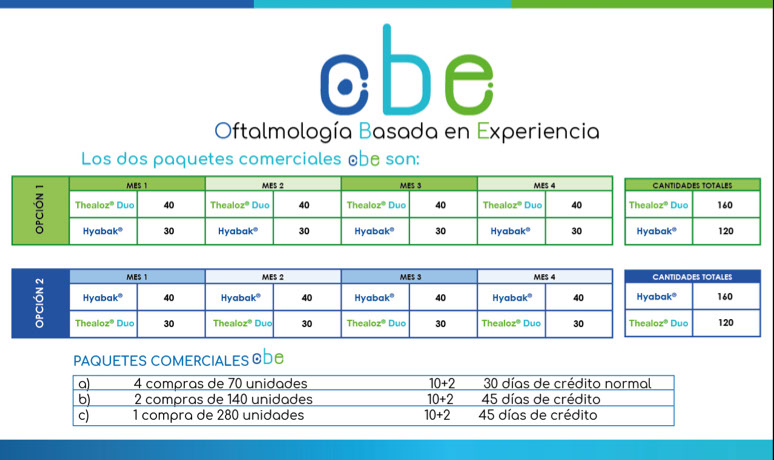 obe
Oftalmología Basada en Experiencia
Los dos paquetes comerciales obe son:
OPCIÓN 1
MES 1 MES 2 MES 3 MES 4 CANTIDADES TOTALES
Thealoz® Duo 40 Thealoz® Duo 40 Thealoz® Duo 40 Thealoz® Duo 40 Thealoz® Duo 160
Hyabak® 30 Hyabak® 30 Hyabak® 30 Hyabak® 30 Hyabak® 120
OPCIÓN 2
MES 1 MES 2 MES 3 MES 4 CANTIDADES TOTALES
Hyabak® 40 Hyabak® 40 Hyabak® 40 Hyabak® 40 Hyabak® 160
Thealoz® Duo 30 Thealoz® Duo 30 Thealoz® Duo 30 Thealoz® Duo 30 Thealoz® Duo 120
PAQUETES COMERCIALES obe
a) 4 compras de 70 unidades 10+2 30 días de crédito normal
b) 2 compras de 140 unidades 10+2 45 días de crédito
c) 1 compra de 280 unidades 10+2 45 días de crédito